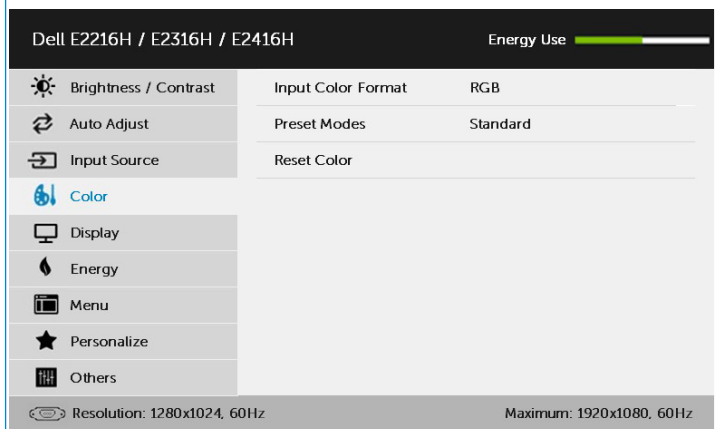 Dell E2216H / E2316H / E2416H Energy Use
Brightness / Contrast Input Color Format RGB
Auto Adjust Preset Modes Standard
Input Source Reset Color
Color
Display
Energy
Menu
Personalize
Others
Resolution: 1280x1024, 60Hz Maximum: 1920x1080, 60Hz